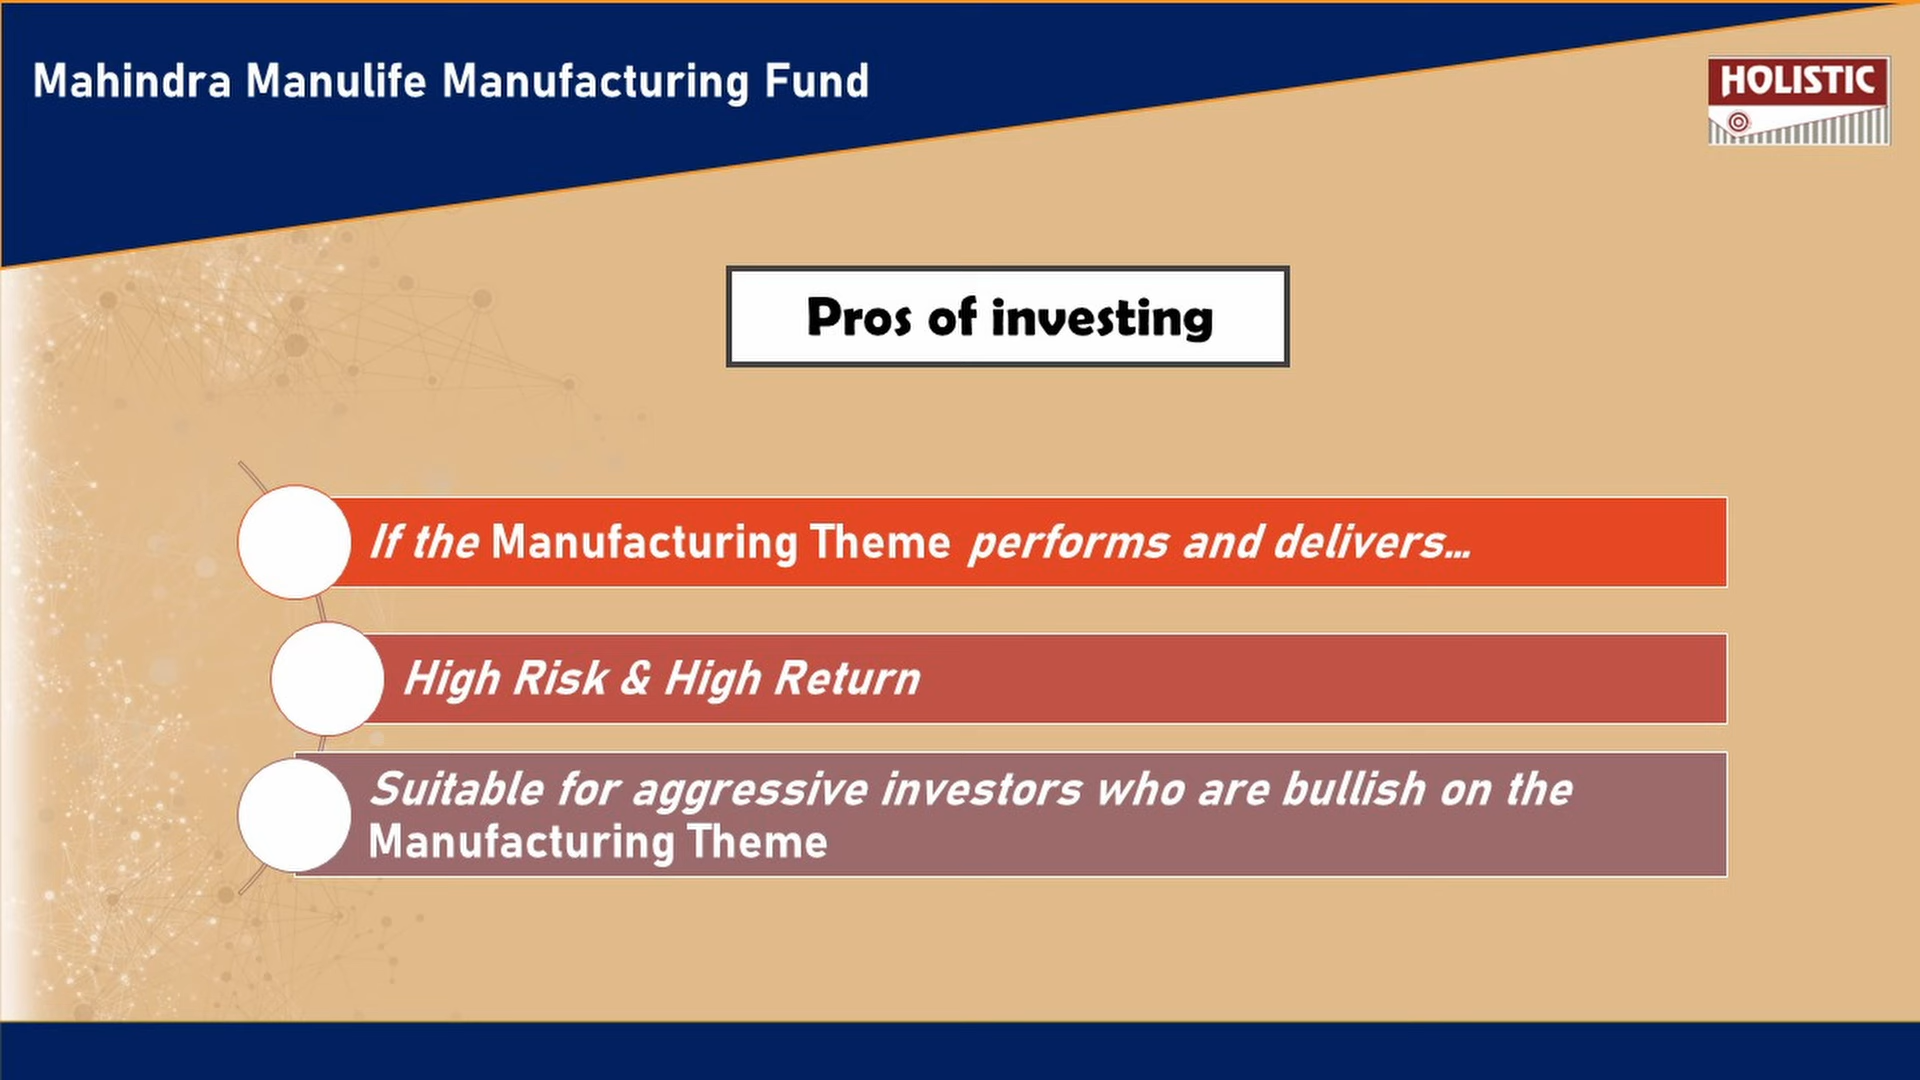 Mahindra Manulife Manufacturing Fund
HOLISTIC
Pros of investing
If the Manufacturing Theme performs and delivers...
High Risk & High Return
Suitable for aggressive investors who are bullish on the
Manufacturing Theme